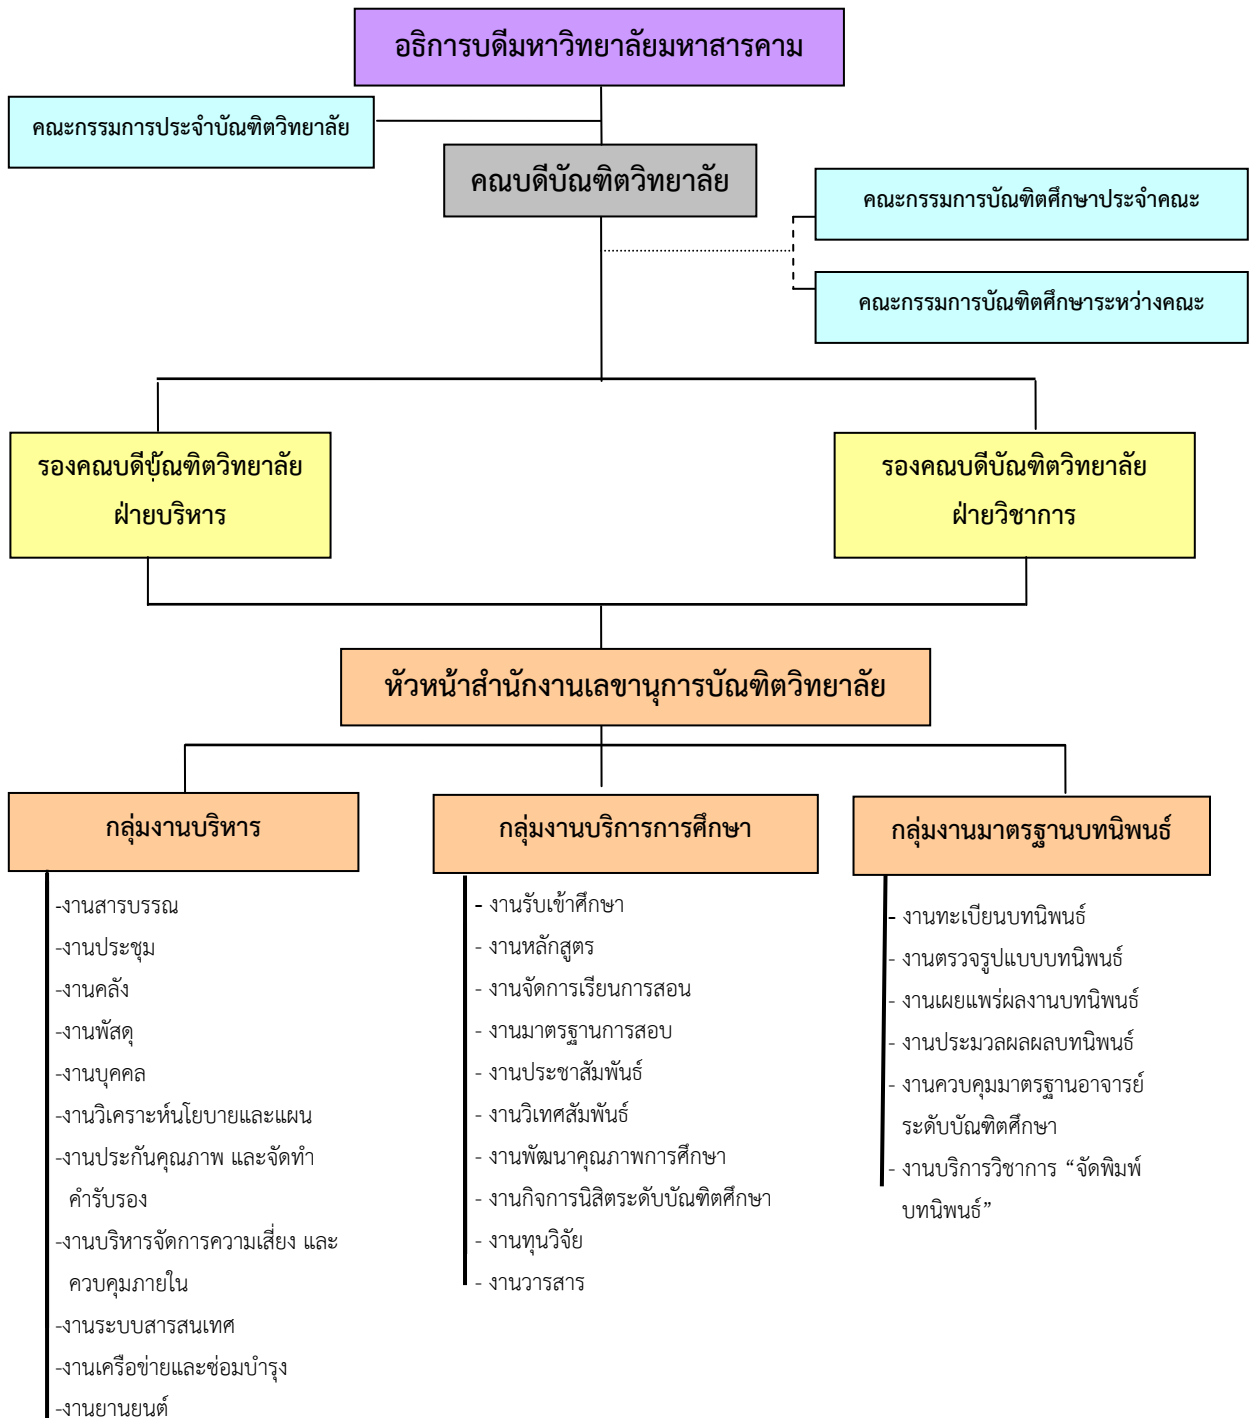 อธิการบดีมหาวิทยาลัยมหาสารคาม
คณะกรรมการประจำบัณฑิตวิทยาลัย
คณบดีบัณฑิตวิทยาลัย
คณะกรรมการบัณฑิตศึกษาประจำคณะ
คณะกรรมการบัณฑิตศึกษาระหว่างคณะ
รองคณบดีบัณฑิตวิทยาลัย
ฝ่ายบริหาร
รองคณบดีบัณฑิตวิทยาลัย
ฝ่ายวิชาการ
หัวหน้าสำนักงานเลขานุการบัณฑิตวิทยาลัย
กลุ่มงานบริหาร
-งานสารบรรณ
-งานประชุม
-งานคลัง
-งานพัสดุ
-งานบุคคล
-งานวิเคราะห์นโยบายและแผน
-งานประกันคุณภาพ และจัดทำ
คำรับรอง
-งานบริหารจัดการความเสี่ยง และ
ควบคุมภายใน
-งานระบบสารสนเทศ
-งานเครือข่ายและซ่อมบำรุง
-งานยานยนต์
กลุ่มงานบริการการศึกษา
- งานรับเข้าศึกษา
- งานหลักสูตร
- งานจัดการเรียนการสอน
- งานมาตรฐานการสอบ
- งานประชาสัมพันธ์
- งานวิเทศสัมพันธ์
- งานพัฒนาคุณภาพการศึกษา
- งานกิจการนิสิตระดับบัณฑิตศึกษา
- งานทุนวิจัย
- งานวารสาร
กลุ่มงานมาตรฐานบทนิพนธ์
- งานทะเบียนบทนิพนธ์
- งานตรวจรูปแบบบทนิพนธ์
- งานเผยแพร่ผลงานบทนิพนธ์
- งานประมวลผลผลบทนิพนธ์
- งานควบคุมมาตรฐานอาจารย์
ระดับบัณฑิตศึกษา
- งานบริการวิชาการ “จัดพิมพ์
บทนิพนธ์”